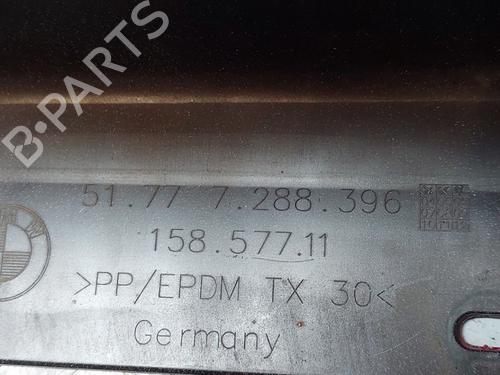 B-PARTS
51.77 7.288.396
158.577.11
>PP/EPDM TX 30<
Germany